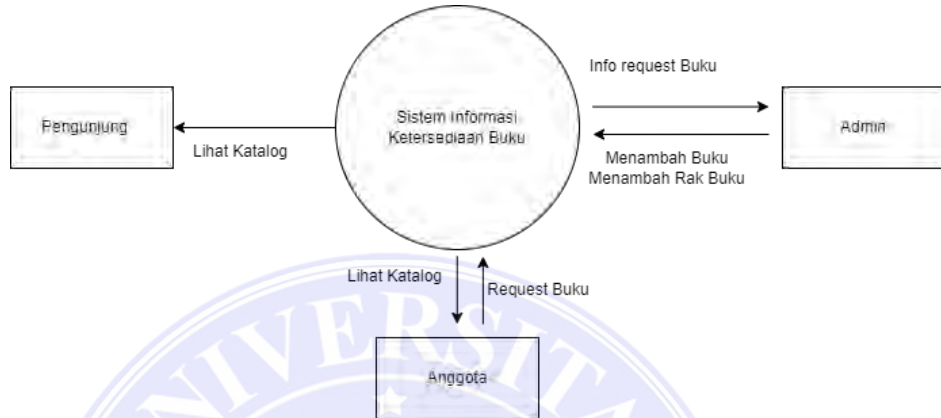 Info request Buku
Pengunjung
Lihat Katalog
Sistem Informasi
Ketersediaan Buku
Admin
Menambah Buku
Menambah Rak Buku
Lihat Katalog
Request Buku
Anggota
UNIVERSITA